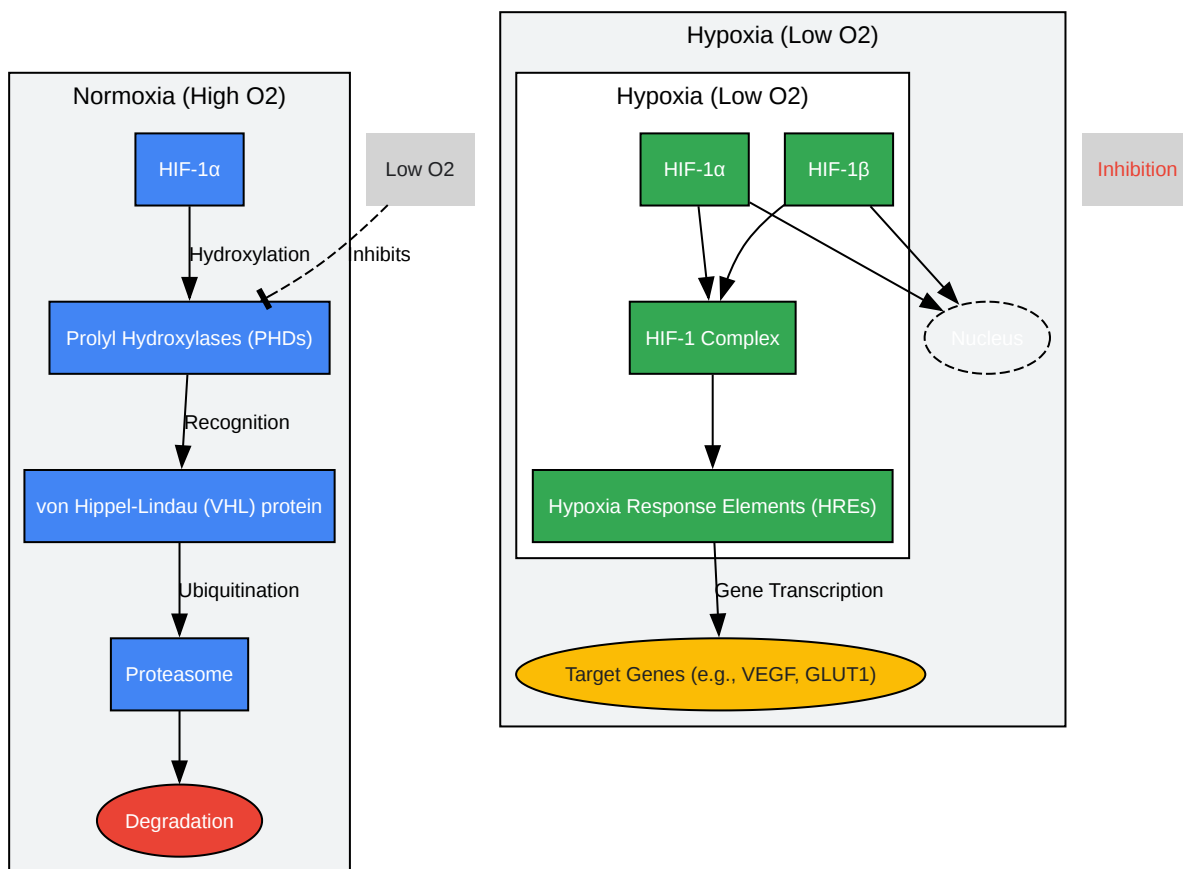 Normoxia (High O2)
HIF-1α
Hydroxylation
Prolyl Hydroxylases (PHDs)
Recognition
von Hippel-Lindau (VHL) protein
Ubiquitination
Proteasome
Degradation
Low O2
Inhibits
Hypoxia (Low O2)
Hypoxia (Low O2)
HIF-1α
HIF-1β
HIF-1 Complex
Nucleus
Hypoxia Response Elements (HREs)
Gene Transcription
Target Genes (e.g., VEGF, GLUT1)
Inhibition